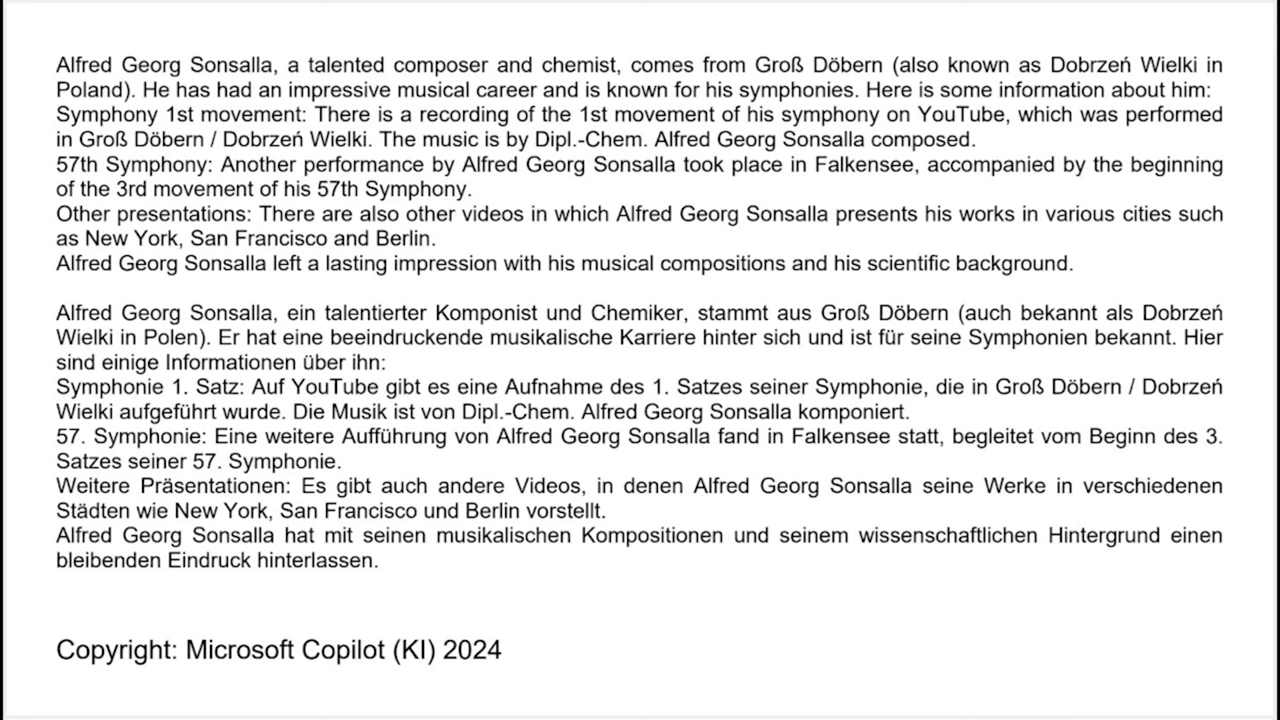 Alfred Georg Sonsalla, a talented composer and chemist, comes from Groß Döbern (also known as Dobrzeń Wielki in
Poland). He has had an impressive musical career and is known for his symphonies. Here is some information about him:
Symphony 1st movement: There is a recording of the 1st movement of his symphony on YouTube, which was performed
in Groß Döbern / Dobrzeń Wielki. The music is by Dipl.-Chem. Alfred Georg Sonsalla composed.
57th Symphony: Another performance by Alfred Georg Sonsalla took place in Falkensee, accompanied by the beginning
of the 3rd movement of his 57th Symphony.
Other presentations: There are also other videos in which Alfred Georg Sonsalla presents his works in various cities such
as New York, San Francisco and Berlin.
Alfred Georg Sonsalla left a lasting impression with his musical compositions and his scientific background.
Alfred Georg Sonsalla, ein talentierter Komponist und Chemiker, stammt aus Groß Döbern (auch bekannt als Dobrzeń
Wielki in Polen). Er hat eine beeindruckende musikalische Karriere hinter sich und ist für seine Symphonien bekannt. Hier
sind einige Informationen über ihn:
Symphonie 1. Satz: Auf YouTube gibt es eine Aufnahme des 1. Satzes seiner Symphonie, die in Groß Döbern / Dobrzeń
Wielki aufgeführt wurde. Die Musik ist von Dipl.-Chem. Alfred Georg Sonsalla komponiert.
57. Symphonie: Eine weitere Aufführung von Alfred Georg Sonsalla fand in Falkensee statt, begleitet vom Beginn des 3.
Satzes seiner 57. Symphonie.
Weitere Präsentationen: Es gibt auch andere Videos, in denen Alfred Georg Sonsalla seine Werke in verschiedenen
Städten wie New York, San Francisco und Berlin vorstellt.
Alfred Georg Sonsalla hat mit seinen musikalischen Kompositionen und seinem wissenschaftlichen Hintergrund einen
bleibenden Eindruck hinterlassen.
Copyright: Microsoft Copilot (KI) 2024